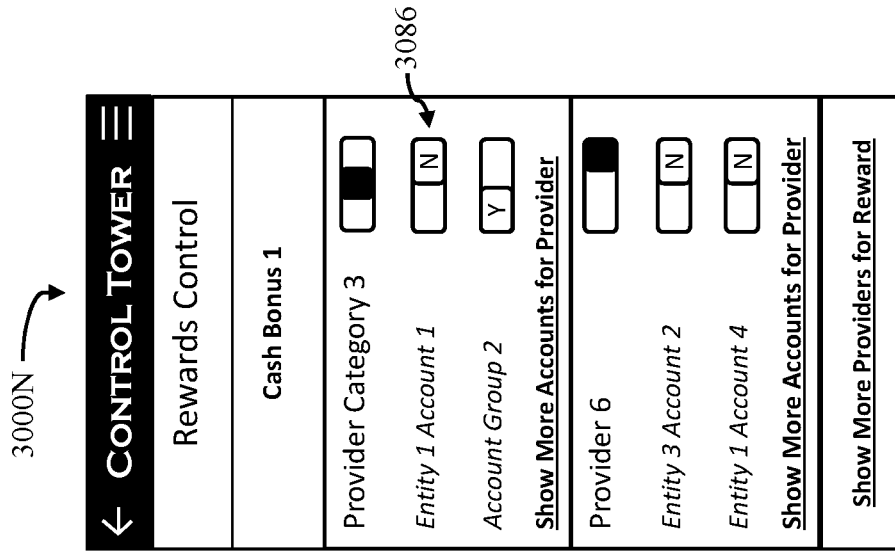 3000N
← CONTROL TOWER
Rewards Control
Cash Bonus 1
Provider Category 3
Entity 1 Account 1 N
3086
Account Group 2 Y
Show More Accounts for Provider
Provider 6
Entity 3 Account 2 N
Entity 1 Account 4 N
Show More Accounts for Provider
Show More Providers for Reward